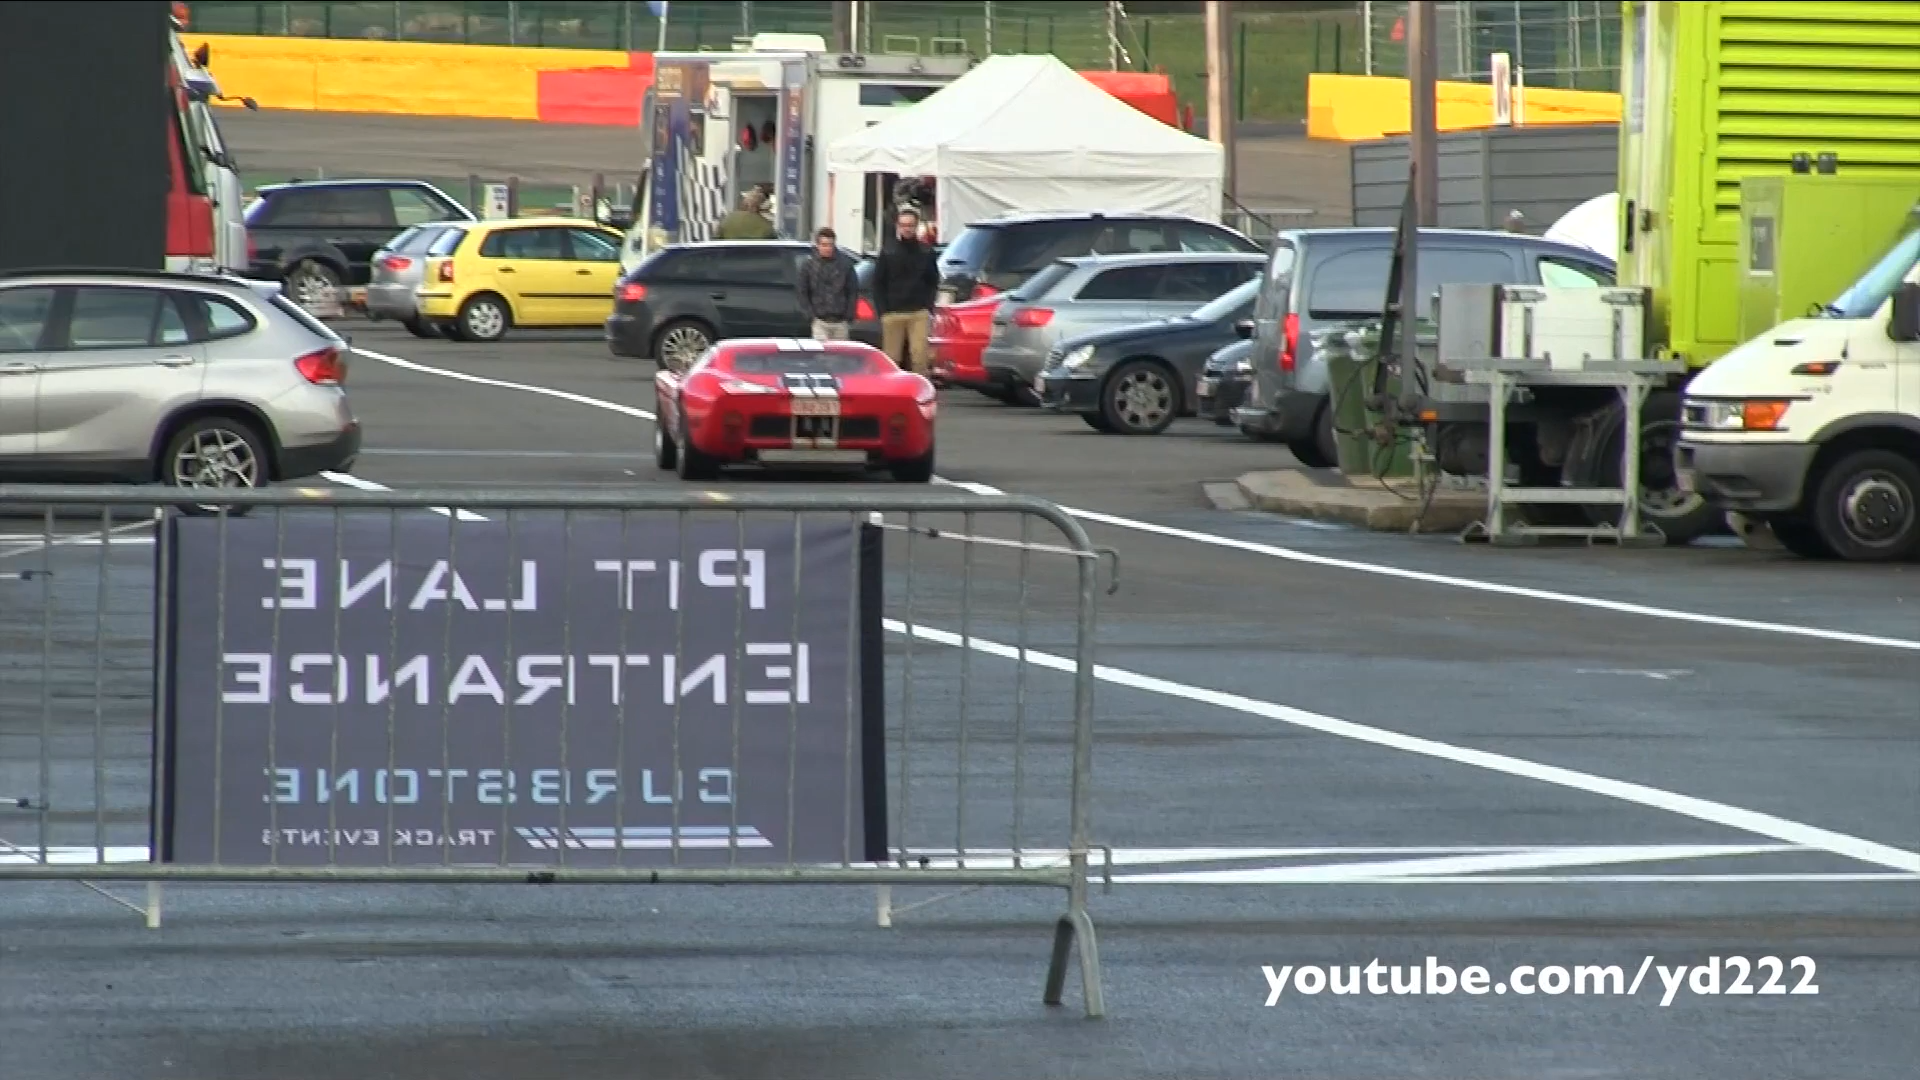 PIT LANE
ENTRANCE
CURBSTONE
TRACK EVENTS
youtube.com/yd222